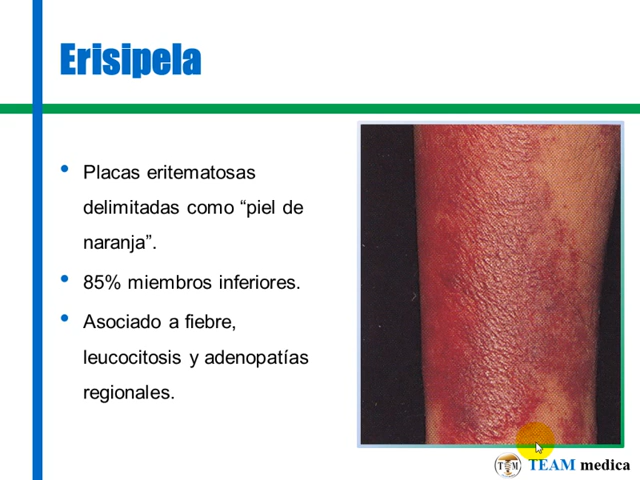 Erisipela
• Placas eritematosas
delimitadas como “piel de
naranja”.
• 85% miembros inferiores.
• Asociado a fiebre,
leucocitosis y adenopatías
regionales.
TEAM medica